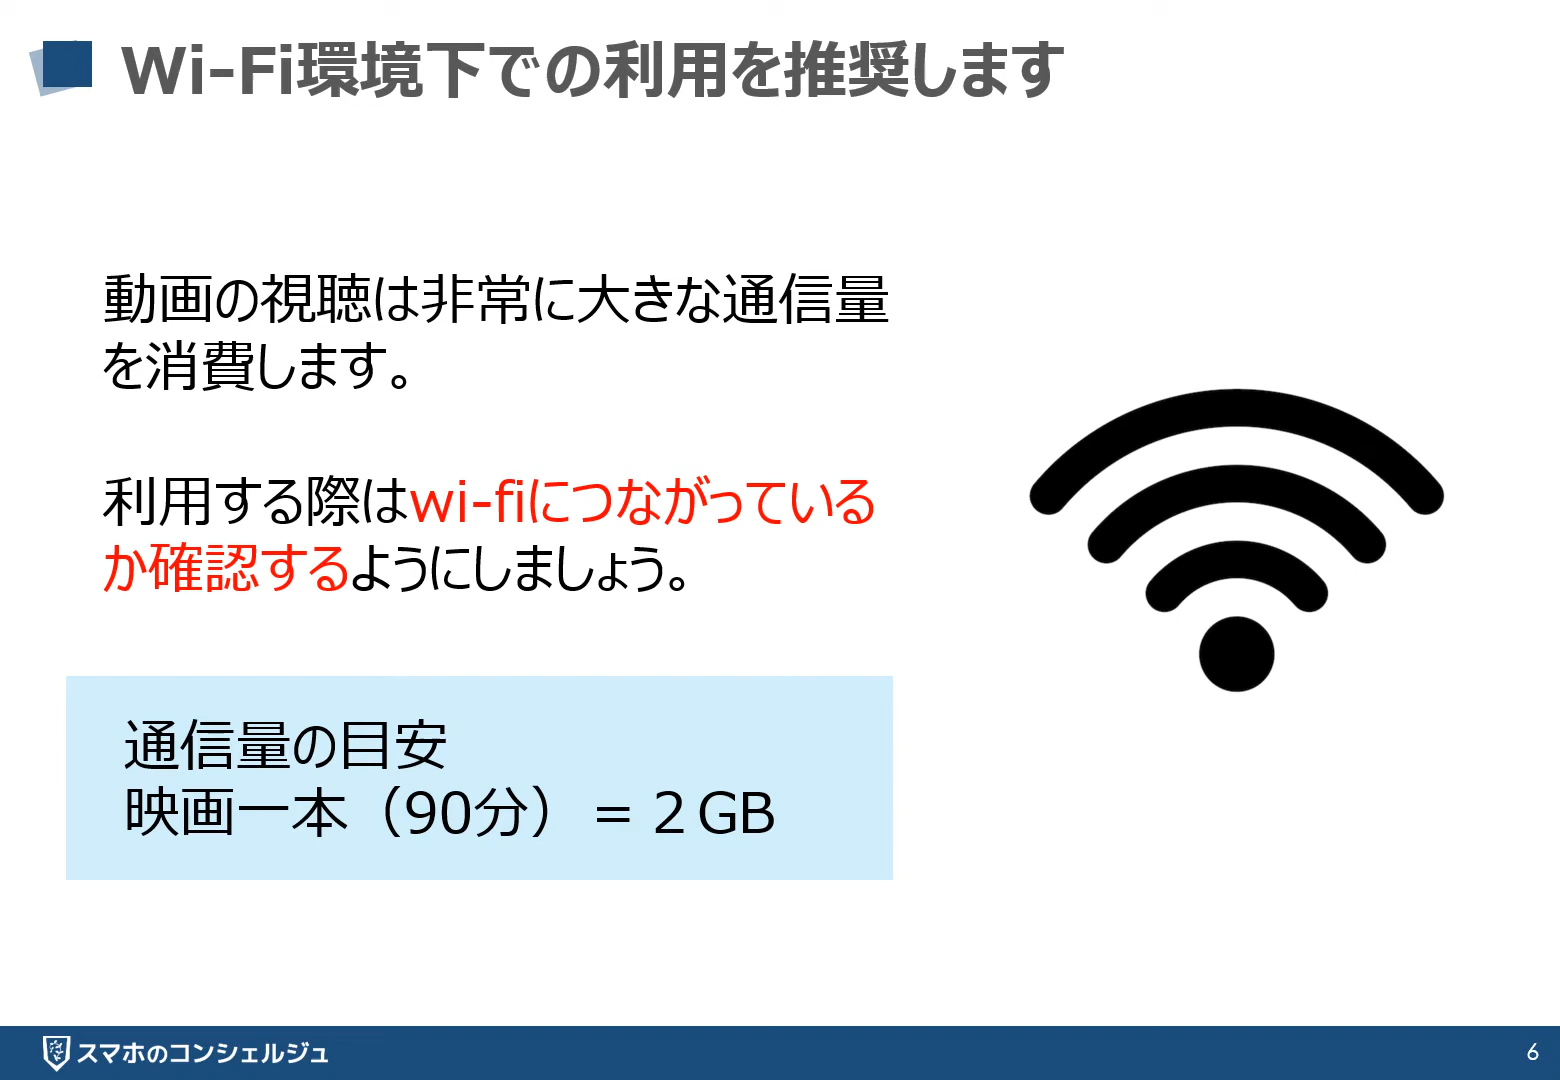 Wi-Fi環境下での利用を推奨します
動画の視聴は非常に大きな通信量
を消費します。
利用する際はwi-fiにつながっている
か確認するようにしましょう。
通信量の目安
映画一本（90分）＝２GB
スマホのコンシェルジュ
6